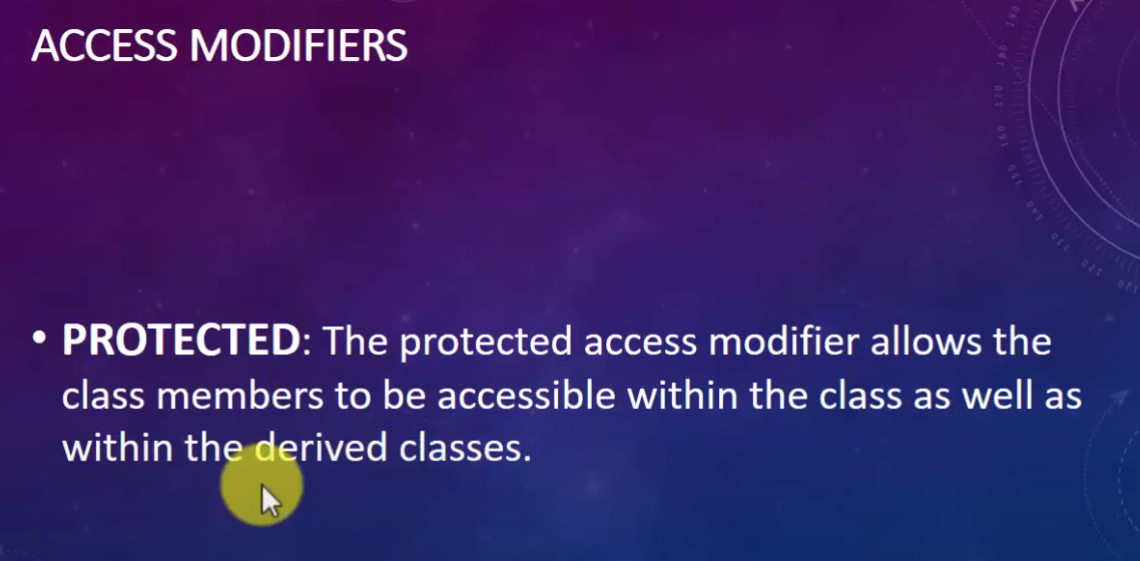 ACCESS MODIFIERS
• PROTECTED: The protected access modifier allows the
class members to be accessible within the class as well as
within the derived classes.